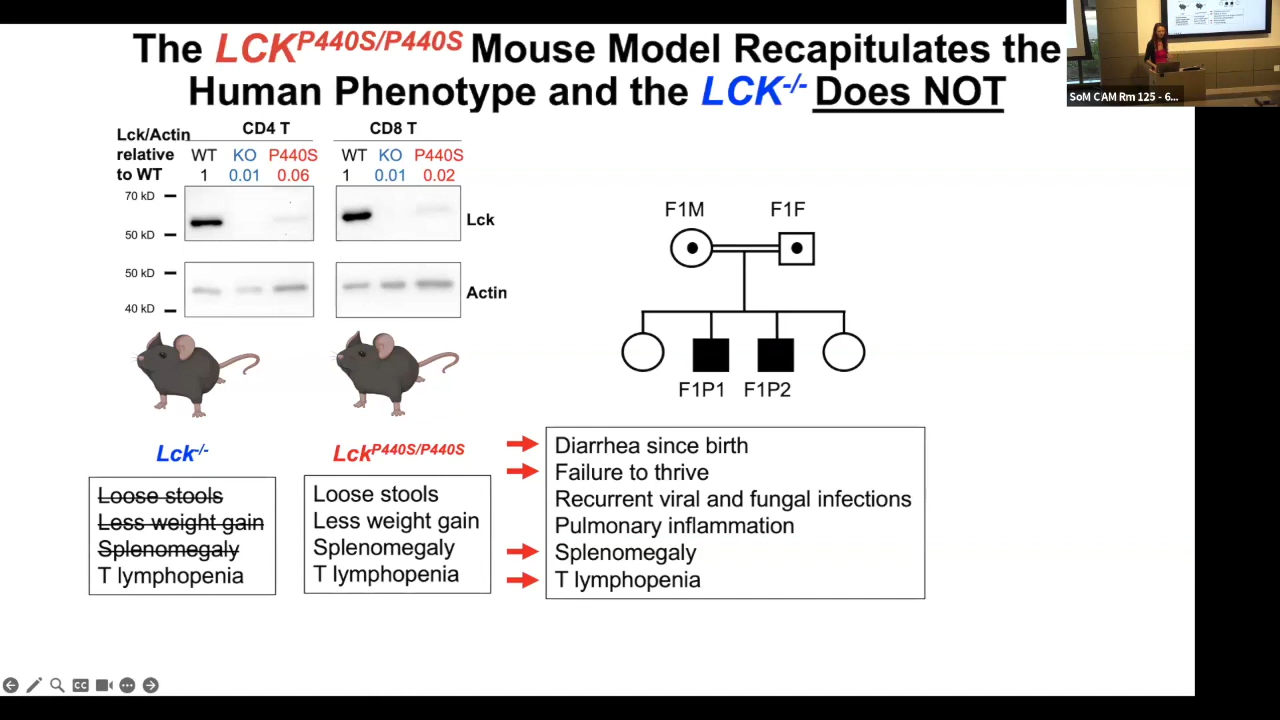 The LCKP440S/P440S Mouse Model Recapitulates the
Human Phenotype and the LCK-/- Does NOT
SoM CAM Rm 125 - 6...
Lck/Actin
relative
to WT
CD4 T
CD8 T
WT KO P440S
WT KO P440S
1 0.01 0.06
1 0.01 0.02
70 kD
50 kD
Lck
50 kD
40 kD
Actin
F1M F1F
F1P1 F1P2
Lck-/-
Loose stools
Less weight gain
Splenomegaly
T lymphopenia
LckP440S/P440S
Loose stools
Less weight gain
Splenomegaly
T lymphopenia
Diarrhea since birth
Failure to thrive
Recurrent viral and fungal infections
Pulmonary inflammation
Splenomegaly
T lymphopenia
CC